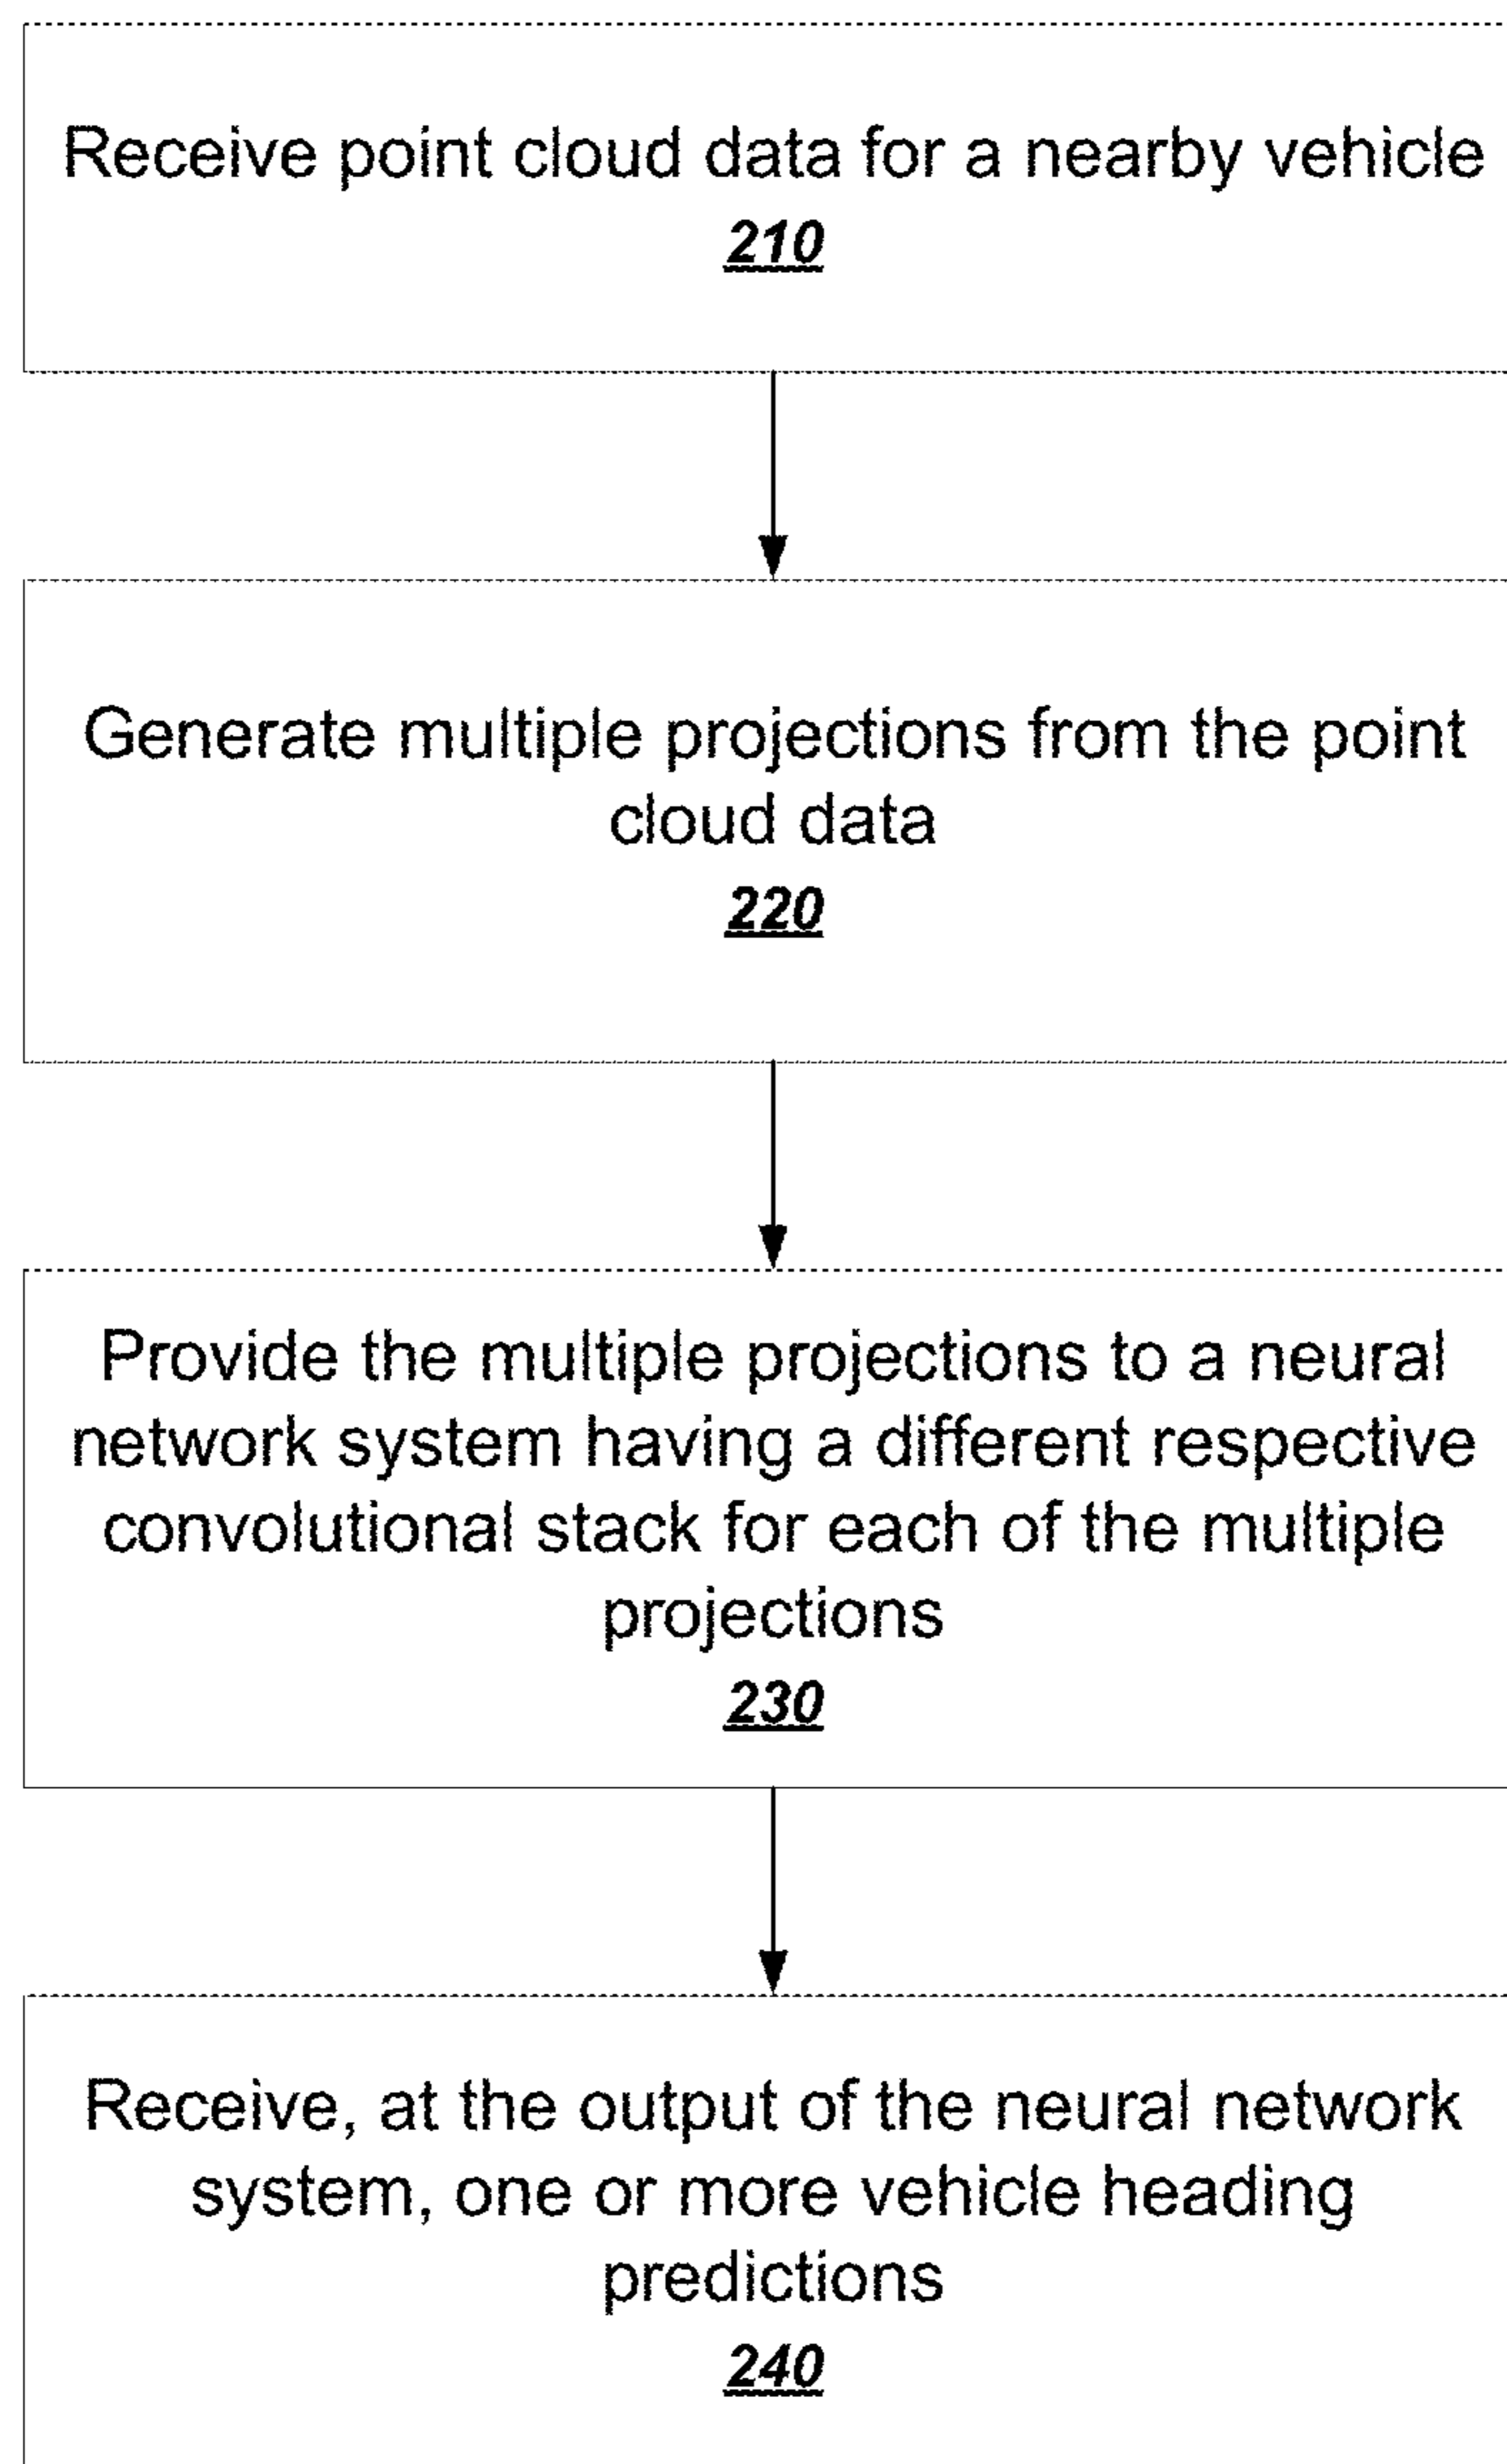 Receive point cloud data for a nearby vehicle
210
Generate multiple projections from the point
cloud data
220
Provide the multiple projections to a neural
network system having a different respective
convolutional stack for each of the multiple
projections
230
Receive, at the output of the neural network
system, one or more vehicle heading
predictions
240